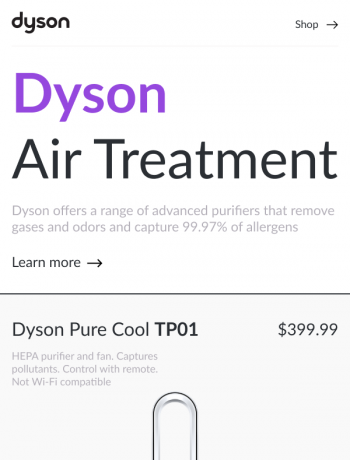 dyson
Shop →
Dyson
Air Treatment
Dyson offers a range of advanced purifiers that remove
gases and odors and capture 99.97% of allergens
Learn more →
Dyson Pure Cool TP01 $399.99
HEPA purifier and fan. Captures
pollutants. Control with remote.
Not Wi-Fi compatible